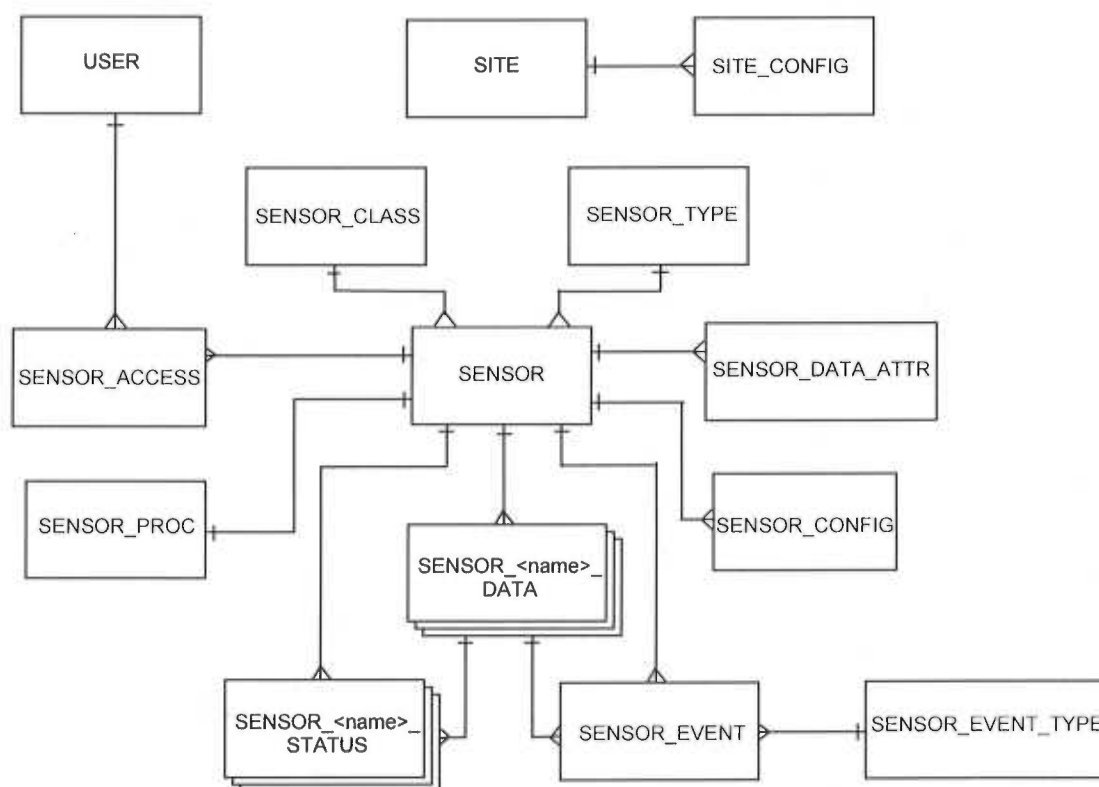 USER
SITE
SITE_CONFIG
SENSOR_CLASS
SENSOR_TYPE
SENSOR_ACCESS
SENSOR
SENSOR_DATA_ATTR
SENSOR_PROC
SENSOR_CONFIG
SENSOR_<name>_
DATA
SENSOR_<name>_
STATUS
SENSOR_EVENT
SENSOR_EVENT_TYPE